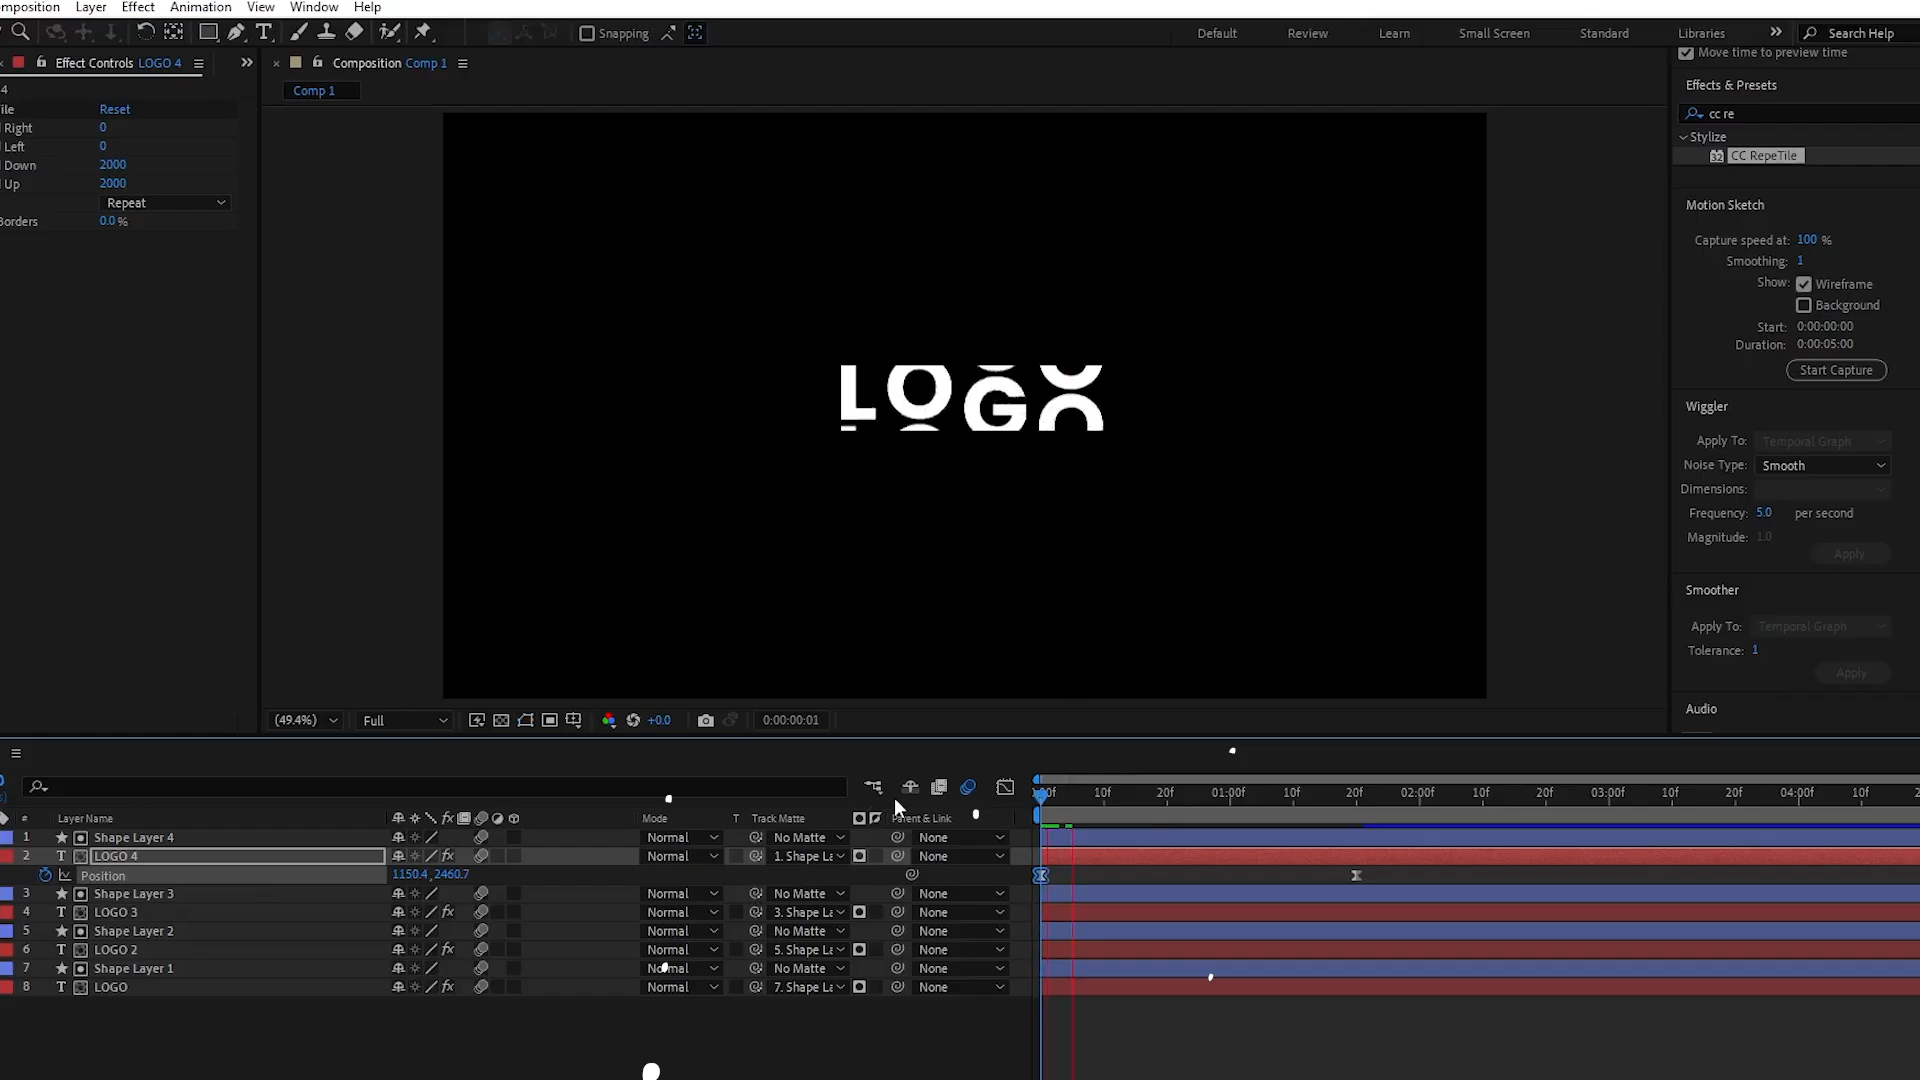 mposition Layer Effect Animation View Window Help
Snapping Default Review Learn Small Screen Standard Libraries Search Help
Effect Controls LOGO 4
Composition Comp 1
Comp 1
4
ile Reset
Right 0
Left 0
Down 2000
Up 2000
Repeat
Borders 0.0 %
LOGO
(49.4%) Full +0.0 0:00:00:01
Move time to preview time
Effects & Presets
cc re
Stylize
32 CC RepeTile
Motion Sketch
Capture speed at: 100 %
Smoothing: 1
Show: Wireframe
Background
Start: 0:00:00:00
Duration: 0:00:05:00
Start Capture
Wiggler
Apply To: Temporal Graph
Noise Type: Smooth
Dimensions:
Frequency: 5.0 per second
Magnitude: 1.0
Apply
Smoother
Apply To: Temporal Graph
Tolerance: 1
Apply
Audio
10f 20f 01:00f 10f 20f 02:00f 10f 20f 03:00f 10f 20f 04:00f 10f
# Layer Name fx Mode T Track Matte Parent & Link
1 Shape Layer 4 Normal No Matte None
2 T LOGO 4 fx Normal 1. Shape La None
Position 1150.4,2460.7
3 Shape Layer 3 Normal No Matte None
4 T LOGO 3 fx Normal 3. Shape La None
5 Shape Layer 2 Normal No Matte None
6 T LOGO 2 fx Normal 5. Shape La None
7 Shape Layer 1 Normal No Matte None
8 T LOGO fx Normal 7. Shape La None